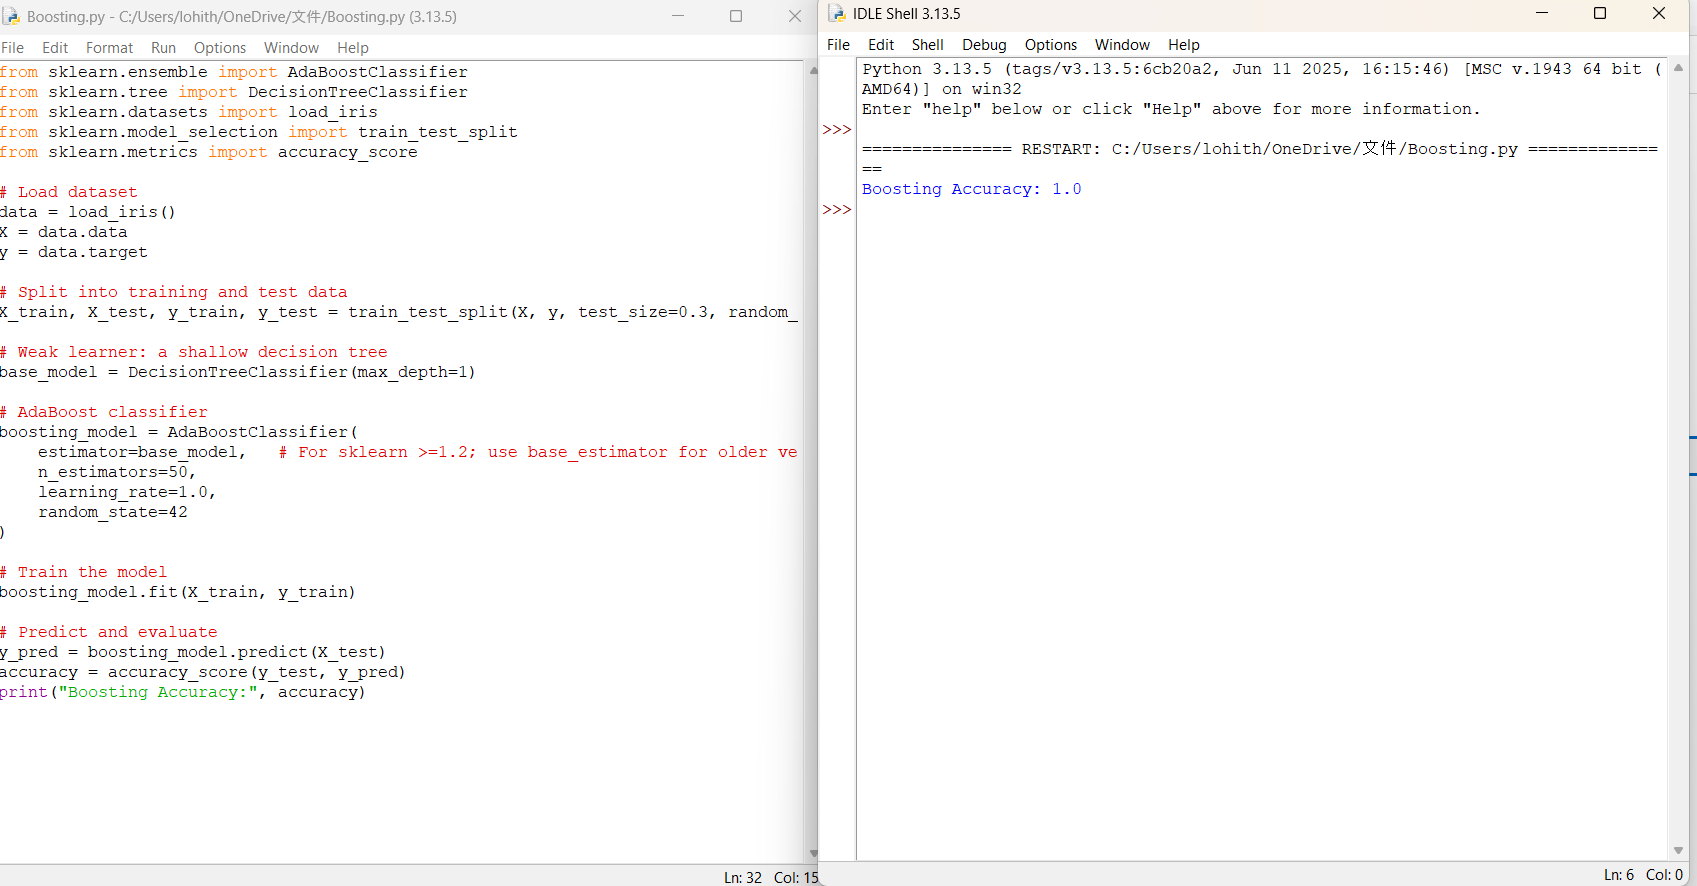 Boosting.py - C:/Users/lohith/OneDrive/文件/Boosting.py (3.13.5)
File Edit Format Run Options Window Help
from sklearn.ensemble import AdaBoostClassifier
from sklearn.tree import DecisionTreeClassifier
from sklearn.datasets import load_iris
from sklearn.model_selection import train_test_split
from sklearn.metrics import accuracy_score
# Load dataset
data = load_iris()
X = data.data
y = data.target
# Split into training and test data
X_train, X_test, y_train, y_test = train_test_split(X, y, test_size=0.3, random_
# Weak learner: a shallow decision tree
base_model = DecisionTreeClassifier(max_depth=1)
# AdaBoost classifier
boosting_model = AdaBoostClassifier(
    estimator=base_model,   # For sklearn >=1.2; use base_estimator for older ve
    n_estimators=50,
    learning_rate=1.0,
    random_state=42
)
# Train the model
boosting_model.fit(X_train, y_train)
# Predict and evaluate
y_pred = boosting_model.predict(X_test)
accuracy = accuracy_score(y_test, y_pred)
print("Boosting Accuracy:", accuracy)
Ln: 32 Col: 15
IDLE Shell 3.13.5
File Edit Shell Debug Options Window Help
Python 3.13.5 (tags/v3.13.5:6cb20a2, Jun 11 2025, 16:15:46) [MSC v.1943 64 bit (
AMD64)] on win32
Enter "help" below or click "Help" above for more information.
>>>
=============== RESTART: C:/Users/lohith/OneDrive/文件/Boosting.py =============
==
Boosting Accuracy: 1.0
>>>
Ln: 6 Col: 0